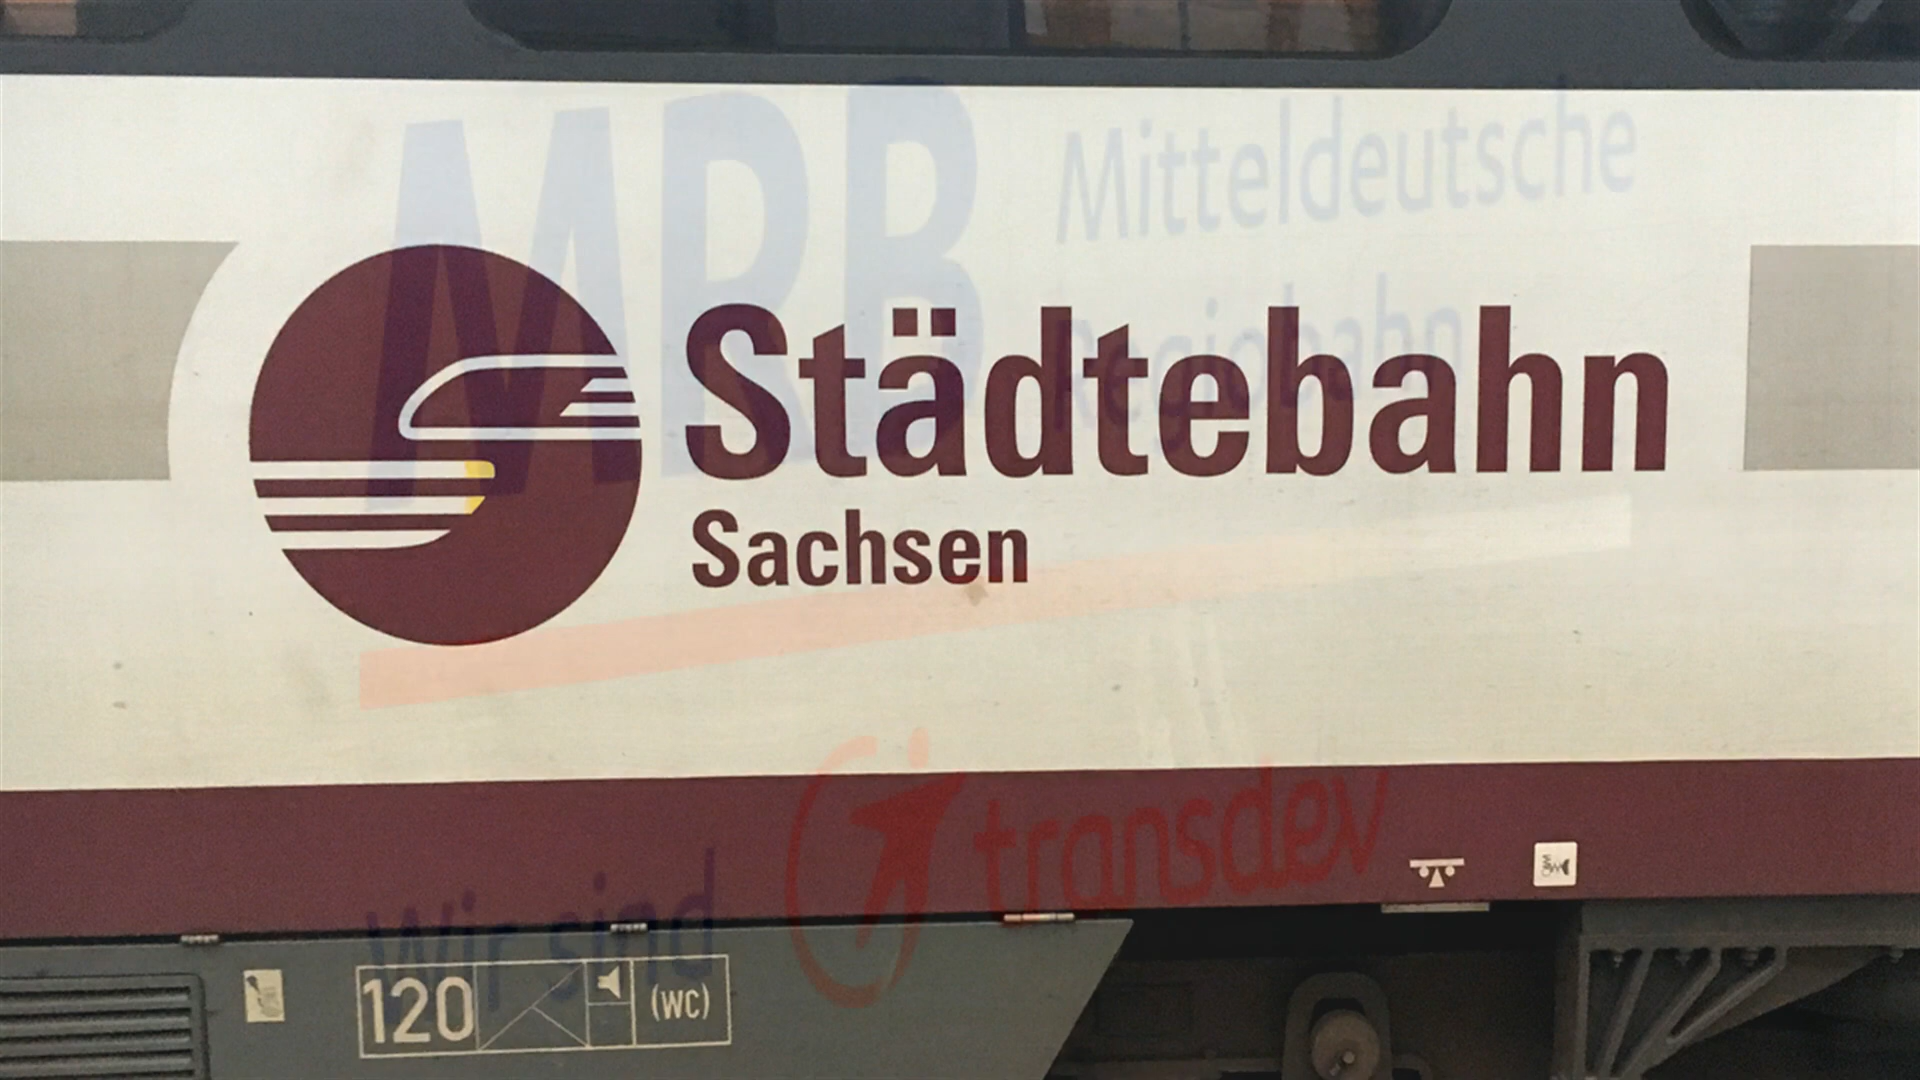 MRB Mitteldeutsche
Regiobahn
Städtebahn
Sachsen
Wir sind transdev
120 (WC)